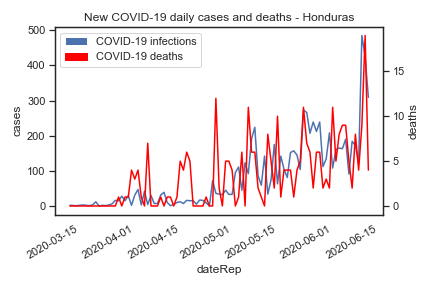 New COVID-19 daily cases and deaths - Honduras
COVID-19 infections
COVID-19 deaths
500
400
300
200
100
0
cases
15
10
5
0
deaths
2020-03-15
2020-04-01
2020-04-15
2020-05-01
2020-05-15
2020-06-01
2020-06-15
dateRep